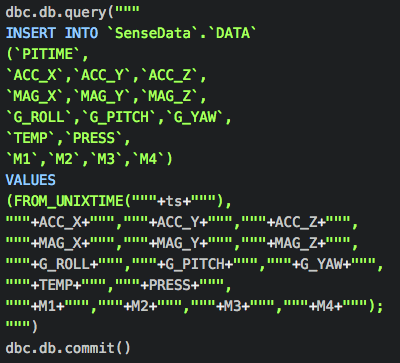 dbc.db.query("""
INSERT INTO `SenseData`.`DATA`
(`PITIME`,
`ACC_X`,`ACC_Y`,`ACC_Z`,
`MAG_X`,`MAG_Y`,`MAG_Z`,
`G_ROLL`,`G_PITCH`,`G_YAW`,
`TEMP`,`PRESS`,
`M1`,`M2`,`M3`,`M4`)
VALUES
(FROM_UNIXTIME("""+ts+"""),
"""+ACC_X+""","""+ACC_Y+""","""+ACC_Z+""",
"""+MAG_X+""","""+MAG_Y+""","""+MAG_Z+""",
"""+G_ROLL+""","""+G_PITCH+""","""+G_YAW+""",
"""+TEMP+""","""+PRESS+""",
"""+M1+""","""+M2+""","""+M3+""","""+M4+""");
""")
dbc.db.commit()